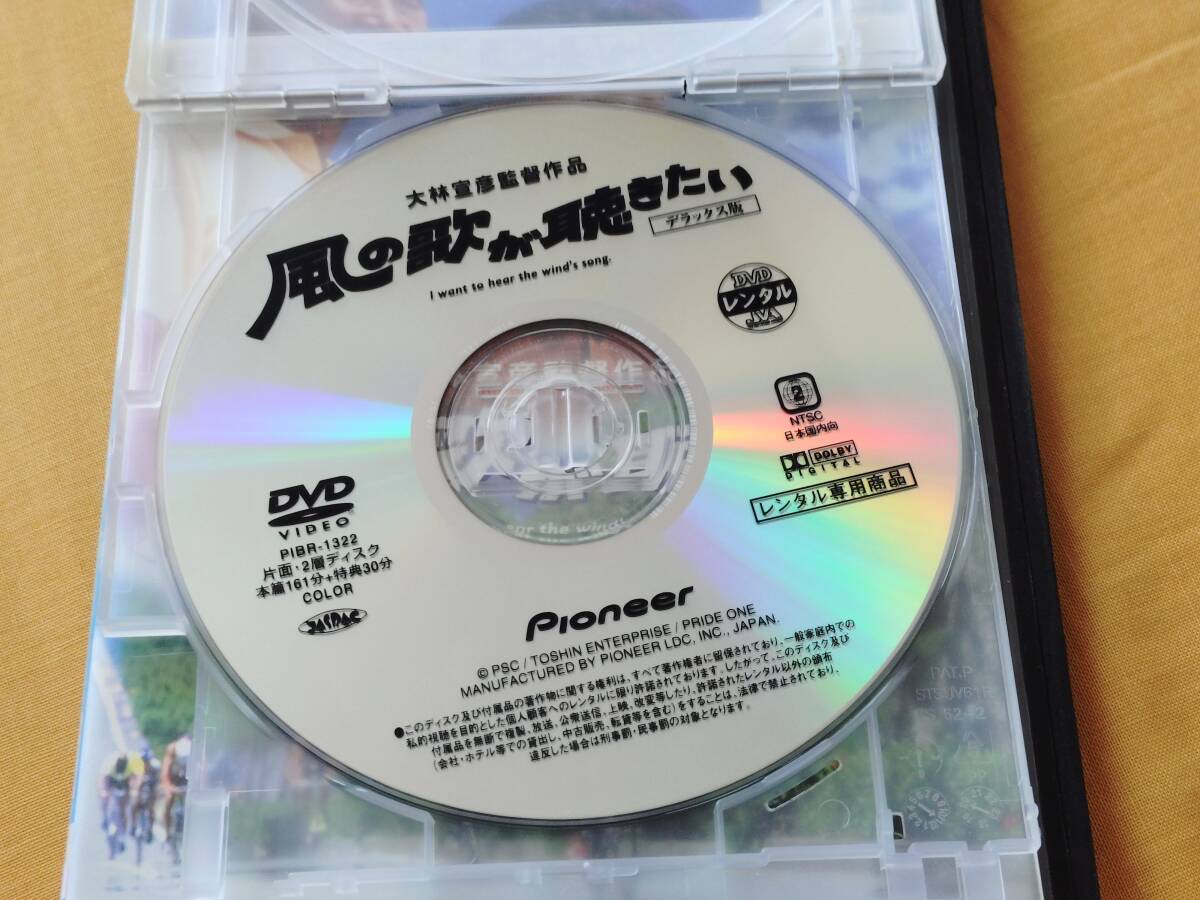 大林宣彦監督作品
風の歌が聴きたい
デラックス版
I want to hear the wind's song.
DVD
レンタル
2
NTSC
日本国内向
DOLBY
DIGITAL
レンタル専用商品
DVD
VIDEO
PIBR-1322
片面・2層ディスク
本篇161分+特典30分
COLOR
Pioneer
© PSC / TOSHIN ENTERPRISE / PRIDE ONE
MANUFACTURED BY PIONEER LDC, INC., JAPAN.
●このディスク及び付属品の著作物に関する権利は、すべて著作権者に留保されており、一般家庭内での
私的視聴を目的とした個人顧客へのレンタルに限り許諾されております。したがって、このディスク及び
付属品を無断で複製、放送、公衆送信、上映、改変等したり、許諾されたレンタル以外の頒布
(会社・ホテル等での貸出し、中古販売、転貸等を含む)をすることは、法律で禁止されており、
違反した場合は刑事罰・民事罰の対象となります。
PAT.P